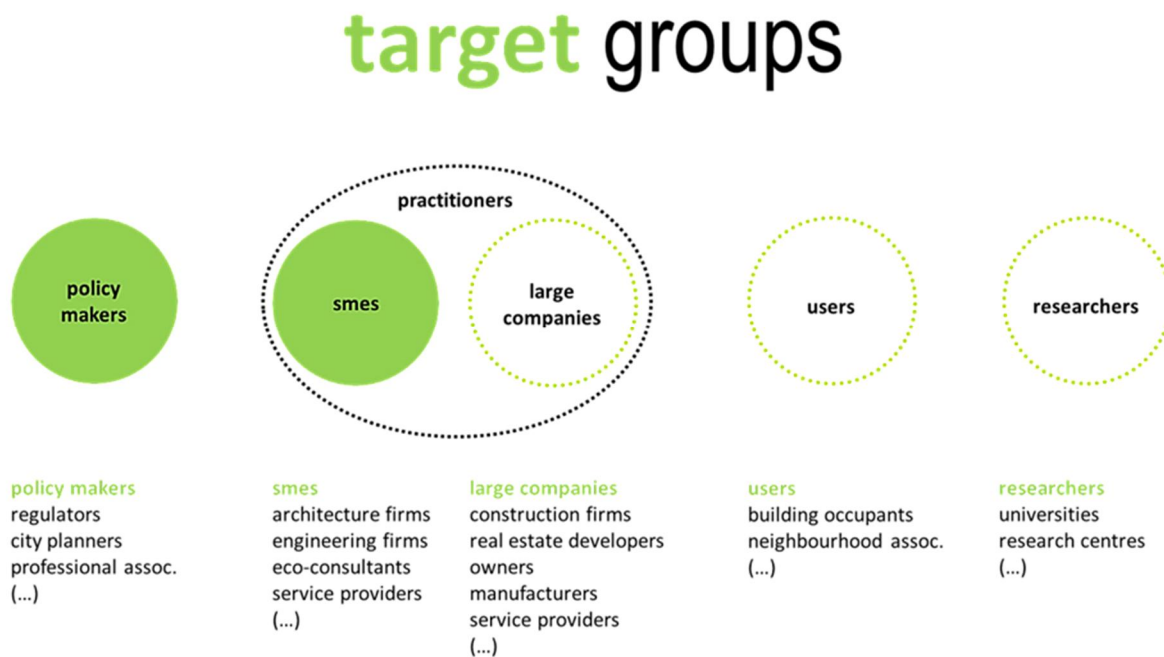 target groups
practitioners
policy
makers
smes
large
companies
users
researchers
policy makers
regulators
city planners
professional assoc.
(...)
smes
architecture firms
engineering firms
eco-consultants
service providers
(...)
large companies
construction firms
real estate developers
owners
manufacturers
service providers
(...)
users
building occupants
neighbourhood assoc.
(...)
researchers
universities
research centres
(...)